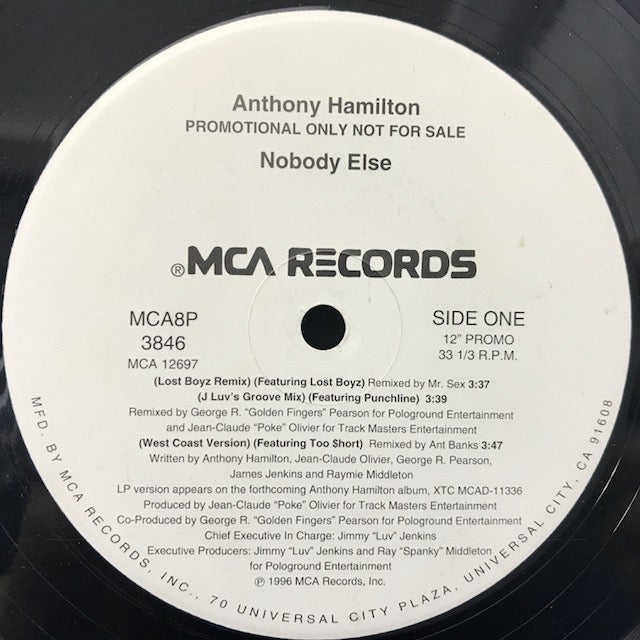 Anthony Hamilton
PROMOTIONAL ONLY NOT FOR SALE
Nobody Else
®MCA RECORDS
MCA8P
3846
MCA 12697
SIDE ONE
12" PROMO
33 1/3 R.P.M.
(Lost Boyz Remix) (Featuring Lost Boyz) Remixed by Mr. Sex 3:37
(J Luv's Groove Mix) (Featuring Punchline) 3:39
Remixed by George R. "Golden Fingers" Pearson for Pologround Entertainment
and Jean-Claude "Poke" Olivier for Track Masters Entertainment
(West Coast Version) (Featuring Too Short) Remixed by Ant Banks 3:47
Written by Anthony Hamilton, Jean-Claude Olivier, George R. Pearson,
James Jenkins and Raymie Middleton
LP version appears on the forthcoming Anthony Hamilton album, XTC MCAD-11336
Produced by Jean-Claude "Poke" Olivier for Track Masters Entertainment
Co-Produced by George R. "Golden Fingers" Pearson for Pologround Entertainment
Chief Executive In Charge: Jimmy "Luv" Jenkins
Executive Producers: Jimmy "Luv" Jenkins and Ray "Spanky" Middleton
for Pologround Entertainment
℗ 1996 MCA Records, Inc.
MFD. BY MCA RECORDS, INC., 70 UNIVERSAL CITY PLAZA, UNIVERSAL CITY, CA 91608